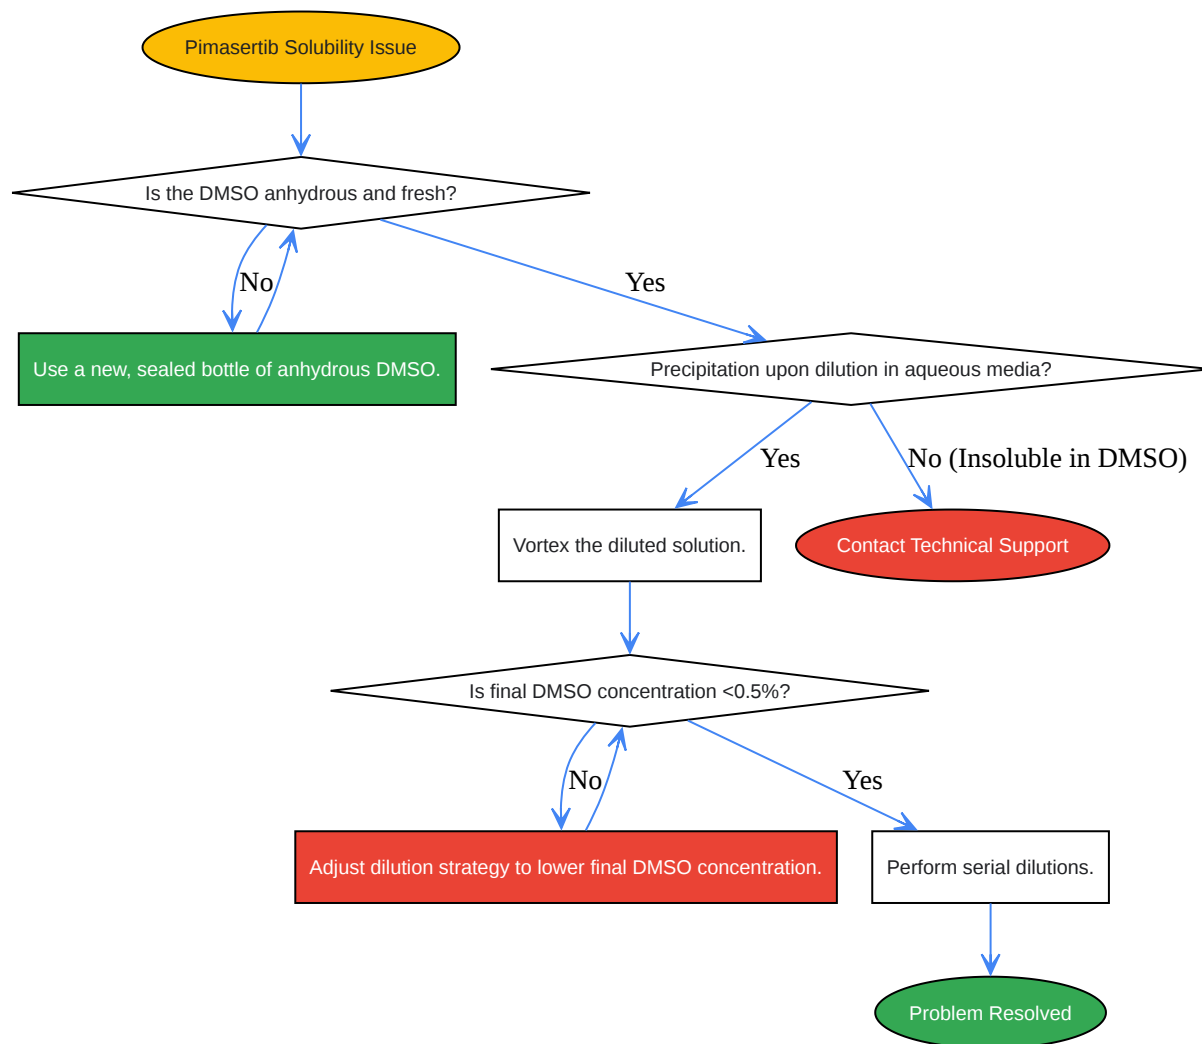 Pimasertib Solubility Issue
Is the DMSO anhydrous and fresh?
No
Yes
Use a new, sealed bottle of anhydrous DMSO.
Precipitation upon dilution in aqueous media?
Yes
No (Insoluble in DMSO)
Vortex the diluted solution.
Contact Technical Support
Is final DMSO concentration <0.5%?
No
Yes
Adjust dilution strategy to lower final DMSO concentration.
Perform serial dilutions.
Problem Resolved